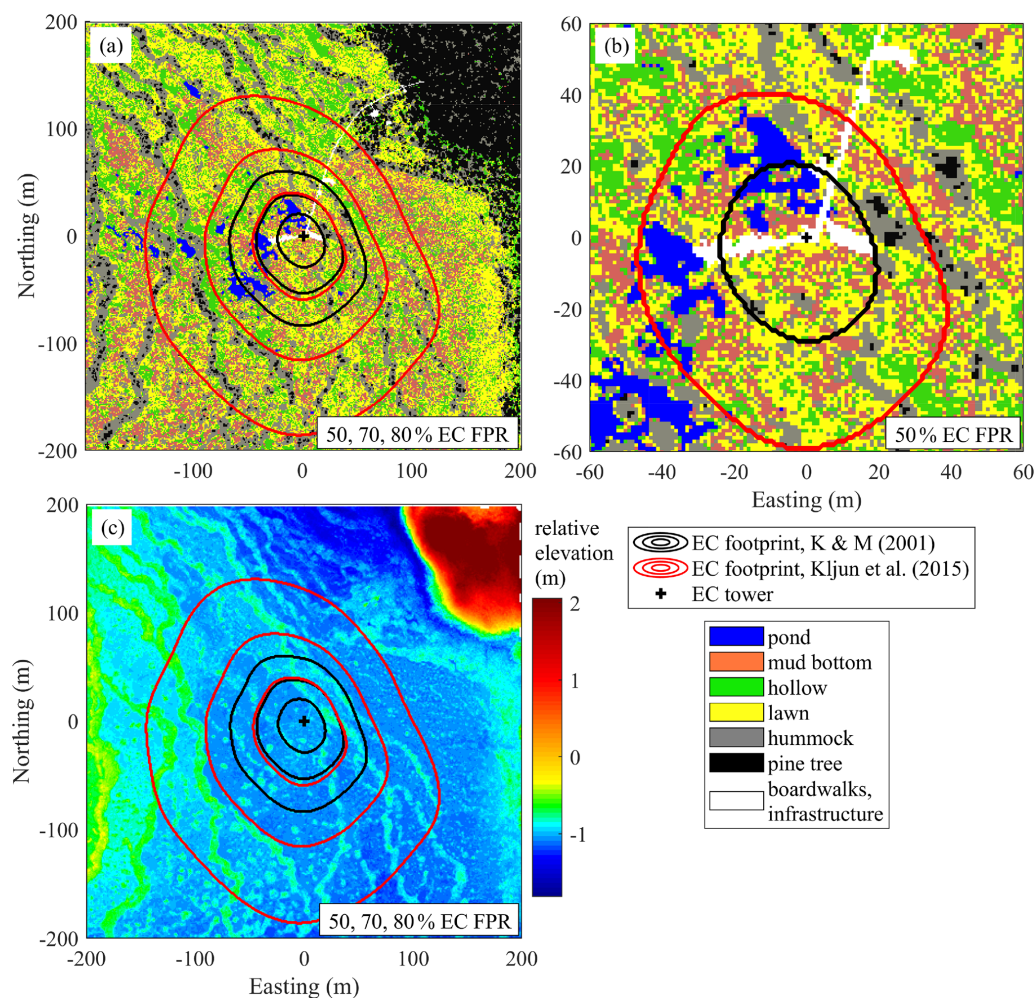 (a)
200
100
0
-100
-200
Northing (m)
-100
0
100
200
50, 70, 80% EC FPR
(b)
60
40
20
0
-20
-40
-60
-60
-40
-20
0
20
40
60
Easting (m)
50% EC FPR
(c)
200
100
0
-100
-200
Northing (m)
-200
-100
0
100
200
Easting (m)
50, 70, 80% EC FPR
relative
elevation
(m)
2
1
0
-1
EC footprint, K & M (2001)
EC footprint, Kljun et al. (2015)
EC tower
pond
mud bottom
hollow
lawn
hummock
pine tree
boardwalks,
infrastructure